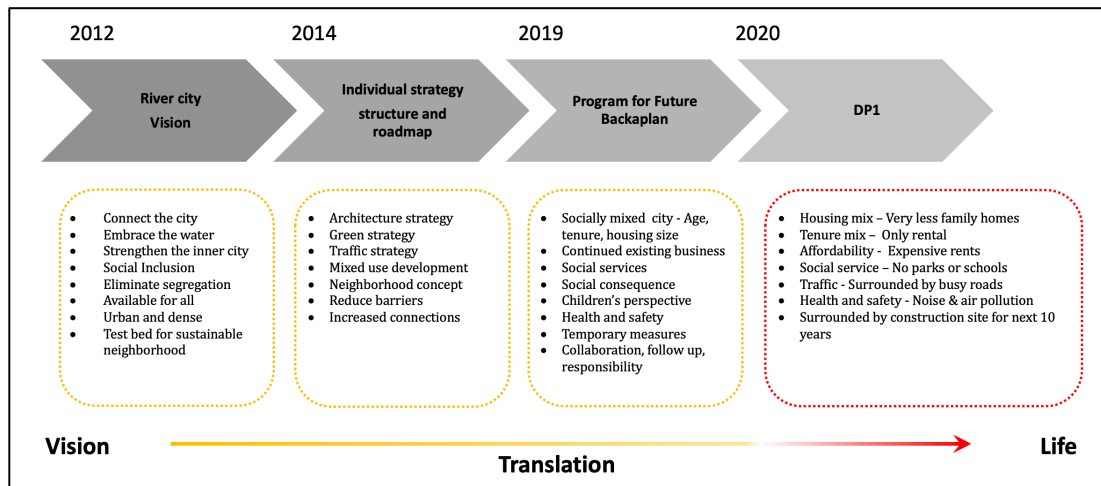 2012
2014
2019
2020
River city
Vision
Individual strategy
structure and
roadmap
Program for Future
Backaplan
DP1
• Connect the city
• Embrace the water
• Strengthen the inner city
• Social Inclusion
• Eliminate segregation
• Available for all
• Urban and dense
• Test bed for sustainable
neighborhood
• Architecture strategy
• Green strategy
• Traffic strategy
• Mixed use development
• Neighborhood concept
• Reduce barriers
• Increased connections
• Socially mixed city - Age,
tenure, housing size
• Continued existing business
• Social services
• Social consequence
• Children's perspective
• Health and safety
• Temporary measures
• Collaboration, follow up,
responsibility
• Housing mix – Very less family homes
• Tenure mix – Only rental
• Affordability - Expensive rents
• Social service – No parks or schools
• Traffic - Surrounded by busy roads
• Health and safety - Noise & air pollution
• Surrounded by construction site for next 10
years
Vision
Translation
Life